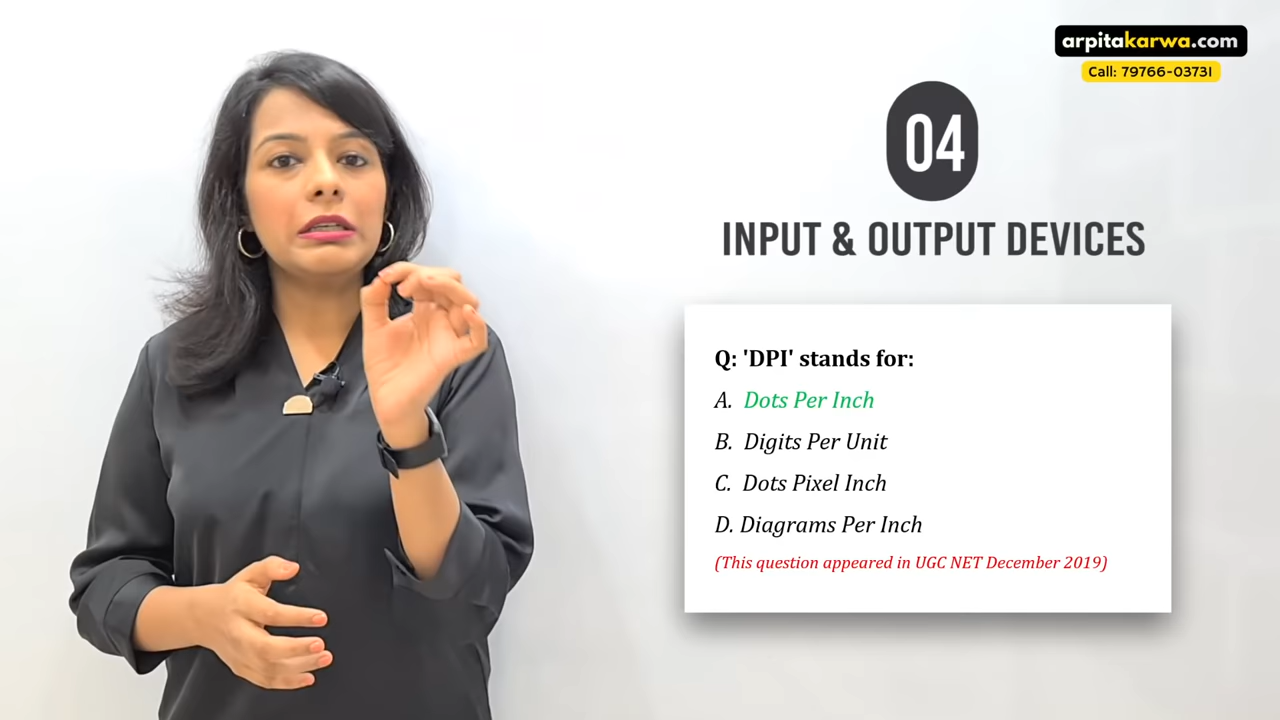 arpitakarwa.com
Call: 79766-03731
04
INPUT & OUTPUT DEVICES
Q: 'DPI' stands for:
A. Dots Per Inch
B. Digits Per Unit
C. Dots Pixel Inch
D. Diagrams Per Inch
(This question appeared in UGC NET December 2019)